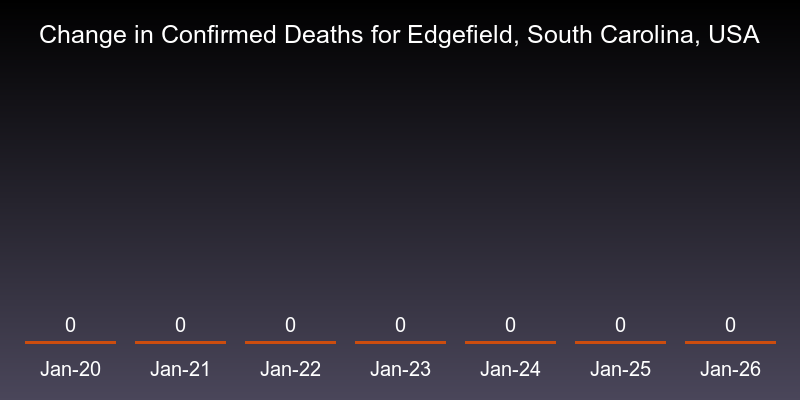 Change in Confirmed Deaths for Edgefield, South Carolina, USA
0 0 0 0 0 0 0
Jan-20 Jan-21 Jan-22 Jan-23 Jan-24 Jan-25 Jan-26